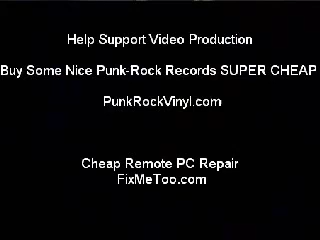 Help Support Video Production
Buy Some Nice Punk-Rock Records SUPER CHEAP
PunkRockVinyl.com
Cheap Remote PC Repair
FixMeToo.com